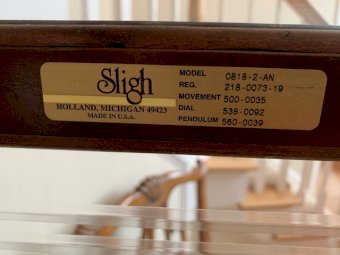 Sligh
HOLLAND, MICHIGAN 49423
MADE IN U.S.A.
MODEL 0818-2-AN
REG. 218-0073-19
MOVEMENT 500-0035
DIAL 538-0092
PENDULUM 560-0039